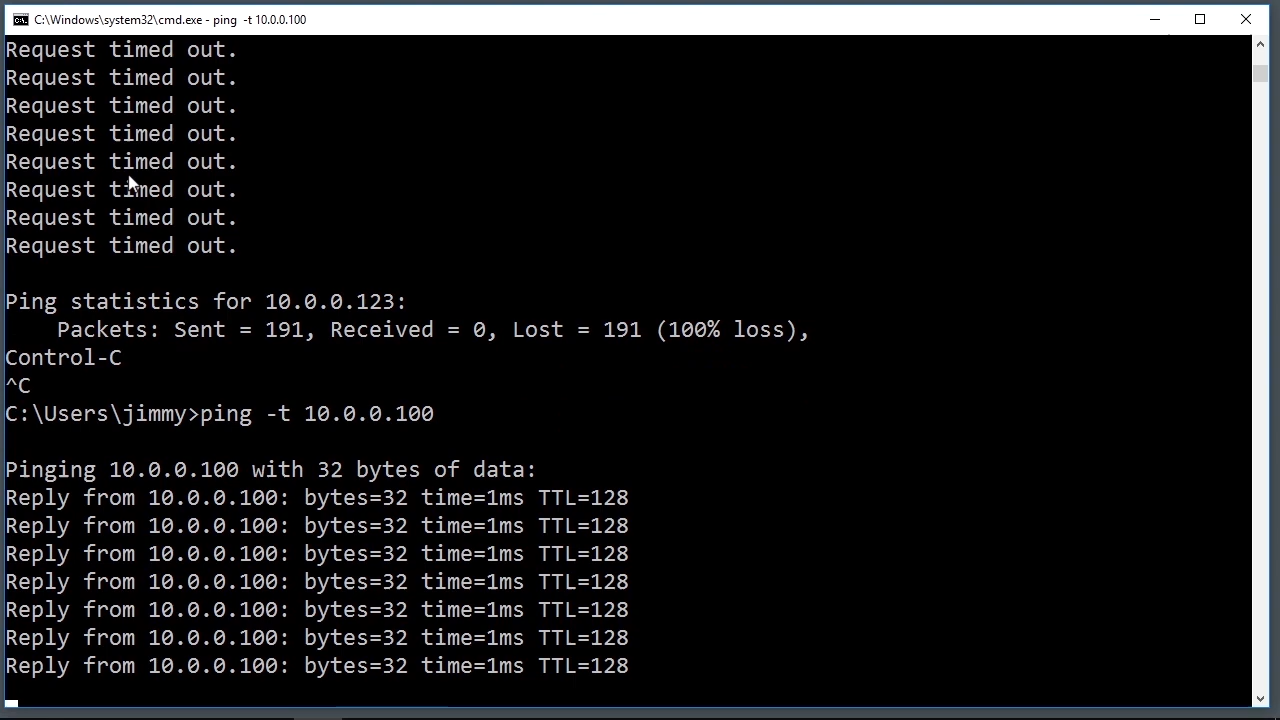 C:\Windows\system32\cmd.exe - ping  -t 10.0.0.100
Request timed out.
Request timed out.
Request timed out.
Request timed out.
Request timed out.
Request timed out.
Request timed out.
Request timed out.
Ping statistics for 10.0.0.123:
    Packets: Sent = 191, Received = 0, Lost = 191 (100% loss),
Control-C
^C
C:\Users\jimmy>ping -t 10.0.0.100
Pinging 10.0.0.100 with 32 bytes of data:
Reply from 10.0.0.100: bytes=32 time=1ms TTL=128
Reply from 10.0.0.100: bytes=32 time=1ms TTL=128
Reply from 10.0.0.100: bytes=32 time=1ms TTL=128
Reply from 10.0.0.100: bytes=32 time=1ms TTL=128
Reply from 10.0.0.100: bytes=32 time=1ms TTL=128
Reply from 10.0.0.100: bytes=32 time=1ms TTL=128
Reply from 10.0.0.100: bytes=32 time=1ms TTL=128